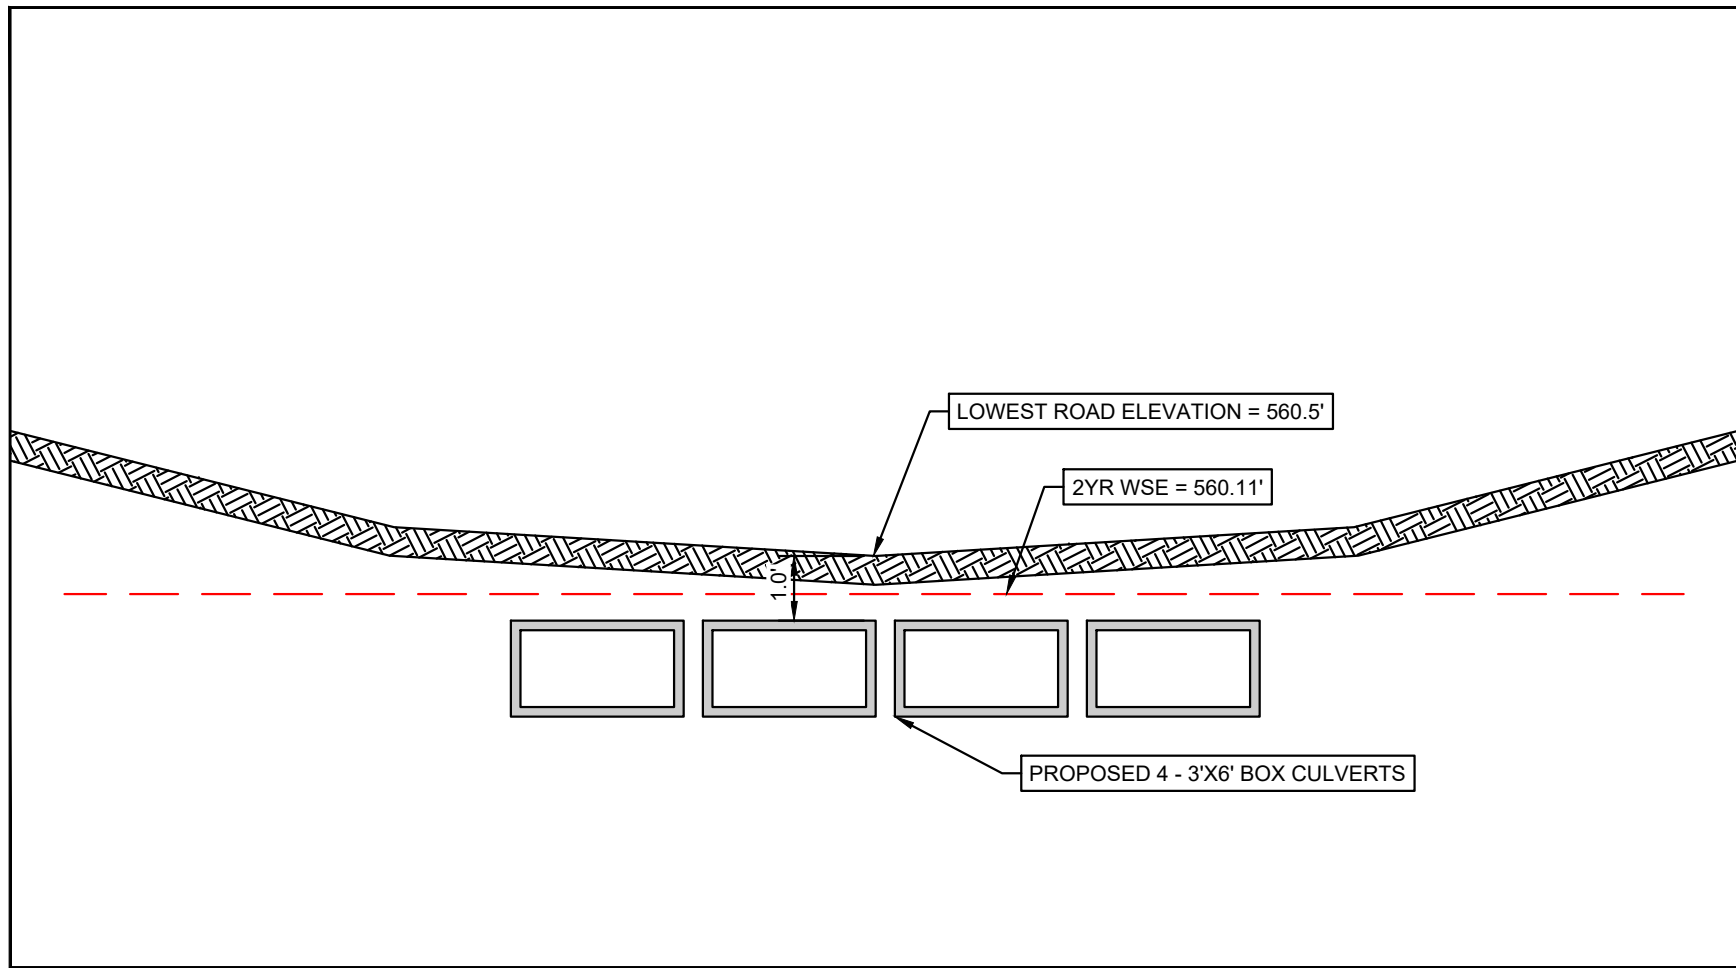 LOWEST ROAD ELEVATION = 560.5'
2YR WSE = 560.11'
1.0'
PROPOSED 4 - 3'X6' BOX CULVERTS